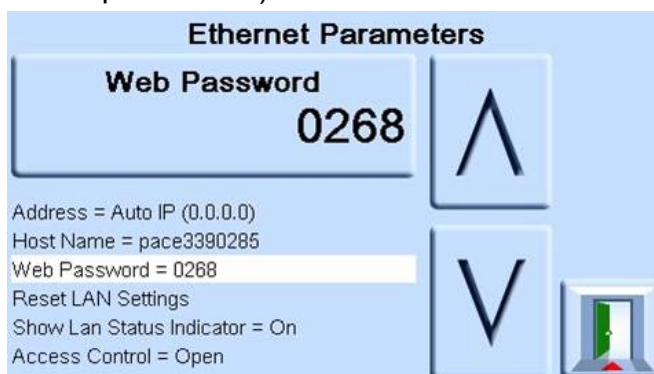 Ethernet Parameters
Web Password
0268
Address = Auto IP (0.0.0.0)
Host Name = pace3390285
Web Password = 0268
Reset LAN Settings
Show Lan Status Indicator = On
Access Control = Open